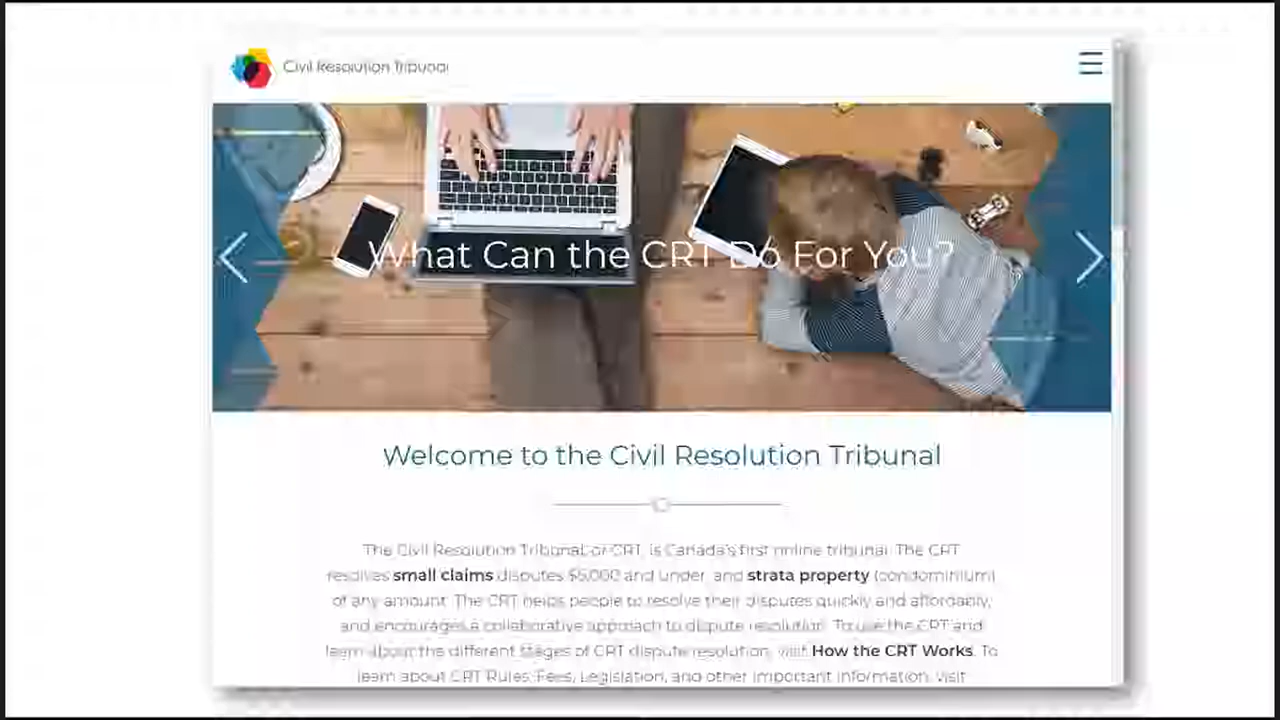 Civil Resolution Tribunal
What Can the CRT Do For You?
Welcome to the Civil Resolution Tribunal
The Civil Resolution Tribunal, or CRT, is Canada's first online tribunal. The CRT
resolves small claims disputes $5,000 and under, and strata property (condominium)
of any amount. The CRT helps people to resolve their disputes quickly and affordably,
and encourages a collaborative approach to dispute resolution. To use the CRT and
learn about the different stages of CRT dispute resolution, visit How the CRT Works. To
learn about CRT Rules, Fees, Legislation, and other important information, visit